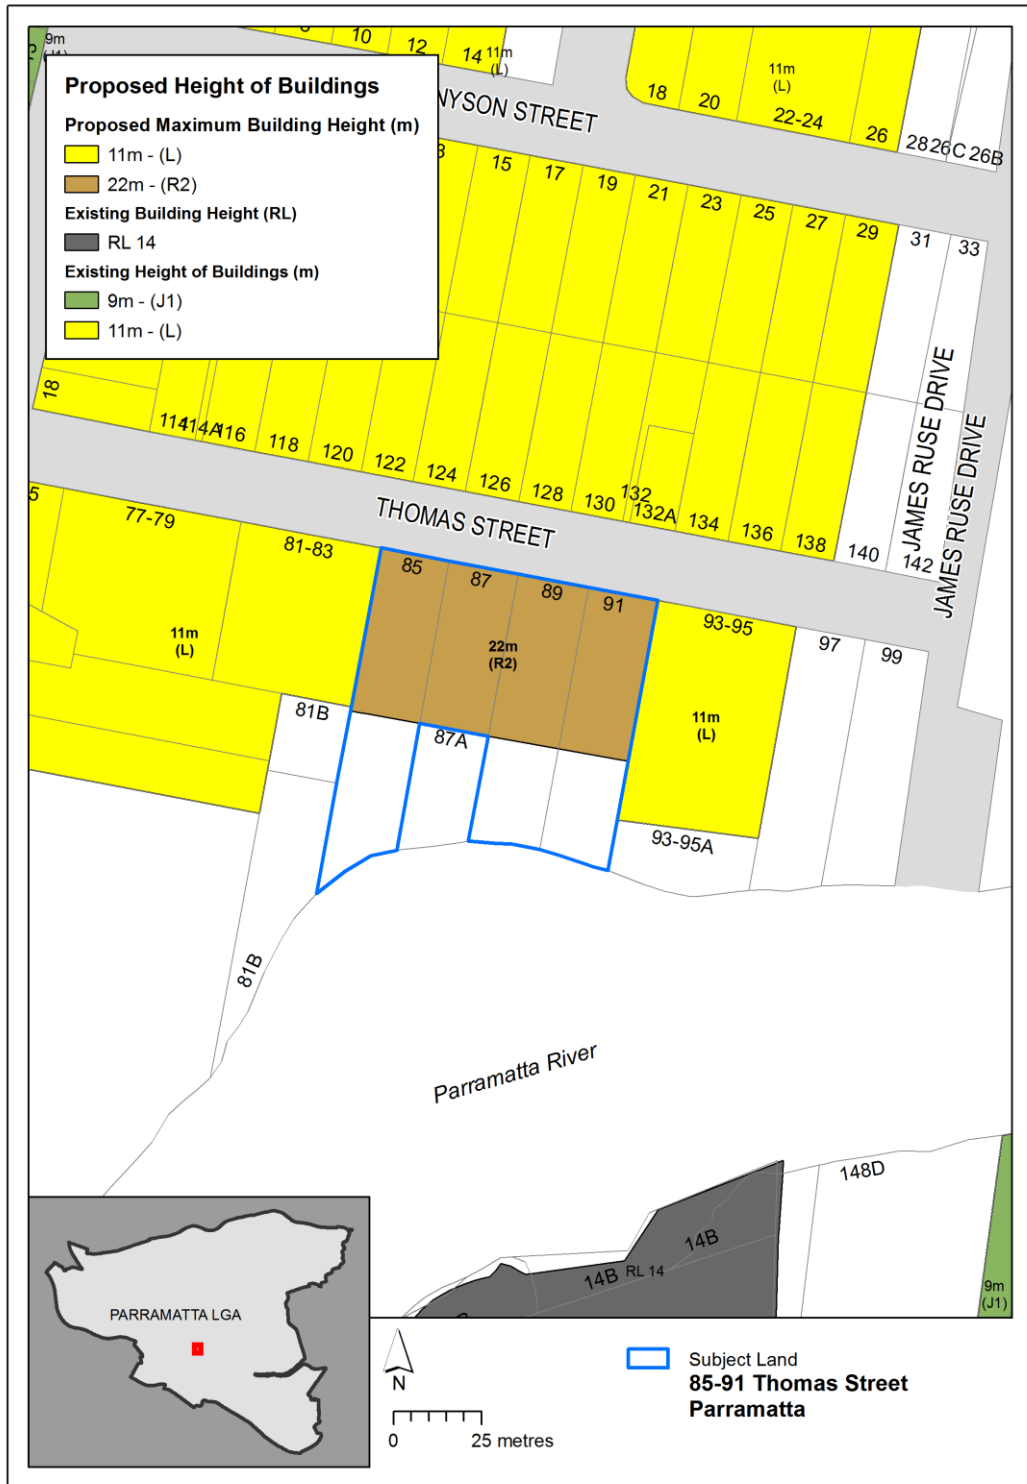 9m
10
12
14
11m
(L)
11m
(L)
18
20
22-24
26
28
26C
26B
Proposed Height of Buildings
Proposed Maximum Building Height (m)
11m - (L)
22m - (R2)
Existing Building Height (RL)
RL 14
Existing Height of Buildings (m)
9m - (J1)
11m - (L)
NYSON STREET
15
17
19
21
23
25
27
29
31
33
JAMES RUSE DRIVE
JAMES RUSE DRIVE
18
114
114A
116
118
120
122
124
126
128
130
132
132A
134
136
138
140
142
THOMAS STREET
77-79
81-83
85
87
89
91
93-95
97
99
11m
(L)
22m
(R2)
11m
(L)
81B
87A
93-95A
81B
Parramatta River
148D
14B
14B
RL 14
9m
(J1)
PARRAMATTA LGA
N
0 25 metres
Subject Land
85-91 Thomas Street
Parramatta